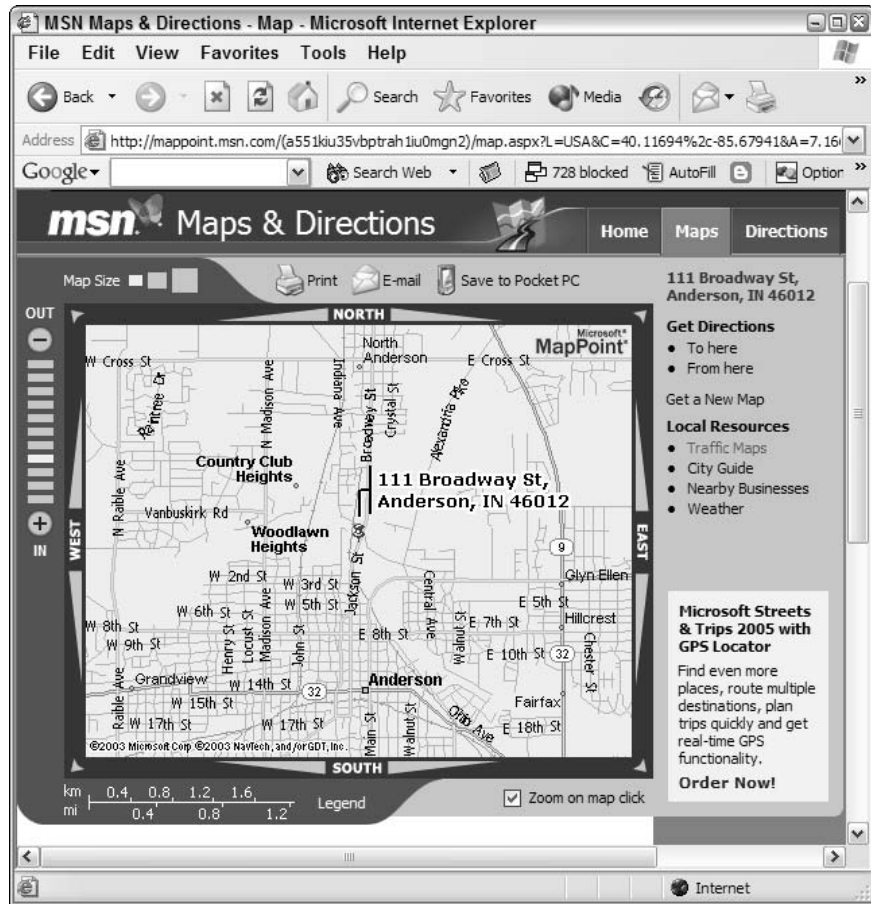 MSN Maps & Directions - Map - Microsoft Internet Explorer
File Edit View Favorites Tools Help
Back Search Favorites Media
Address http://mappoint.msn.com/(a551kiu35vbptrah1iu0mgn2)/map.aspx?L=USA&C=40.11694%2c-85.67941&A=7.16
Google Search Web 728 blocked AutoFill Option
msn Maps & Directions
Home Maps Directions
Map Size Print E-mail Save to Pocket PC
OUT
IN
NORTH
WEST
EAST
SOUTH
Microsoft
MapPoint
North
Anderson
W Cross St
E Cross St
Raintree Dr
N Madison Ave
Indiana Ave
Broadway St
Crystal St
Alexandria Pike
Country Club
Heights
111 Broadway St,
Anderson, IN 46012
N Raible Ave
Vanbuskirk Rd
Woodlawn
Heights
9
Jackson St
W 2nd St
W 3rd St
Glyn Ellen
Central Ave
W 6th St
W 5th St
E 5th St
W 8th St
E 8th St
E 7th St
Hillcrest
W 9th St
Henry St
Locust St
Madison Ave
John St
Walnut St
E 10th St
32
Chester St
Grandview
W 14th St
32
Anderson
Raible Ave
W 15th St
Fairfax
W 17th St
W 17th St
Main St
Walnut St
Ohio Ave
E 18th St
©2003 Microsoft Corp ©2003 NavTech, and/or GDT, Inc.
km 0.4, 0.8, 1.2, 1.6,
mi 0.4 0.8 1.2
Legend
Zoom on map click
111 Broadway St,
Anderson, IN 46012
Get Directions
To here
From here
Get a New Map
Local Resources
Traffic Maps
City Guide
Nearby Businesses
Weather
Microsoft Streets
& Trips 2005 with
GPS Locator
Find even more
places, route multiple
destinations, plan
trips quickly and get
real-time GPS
functionality.
Order Now!
Internet